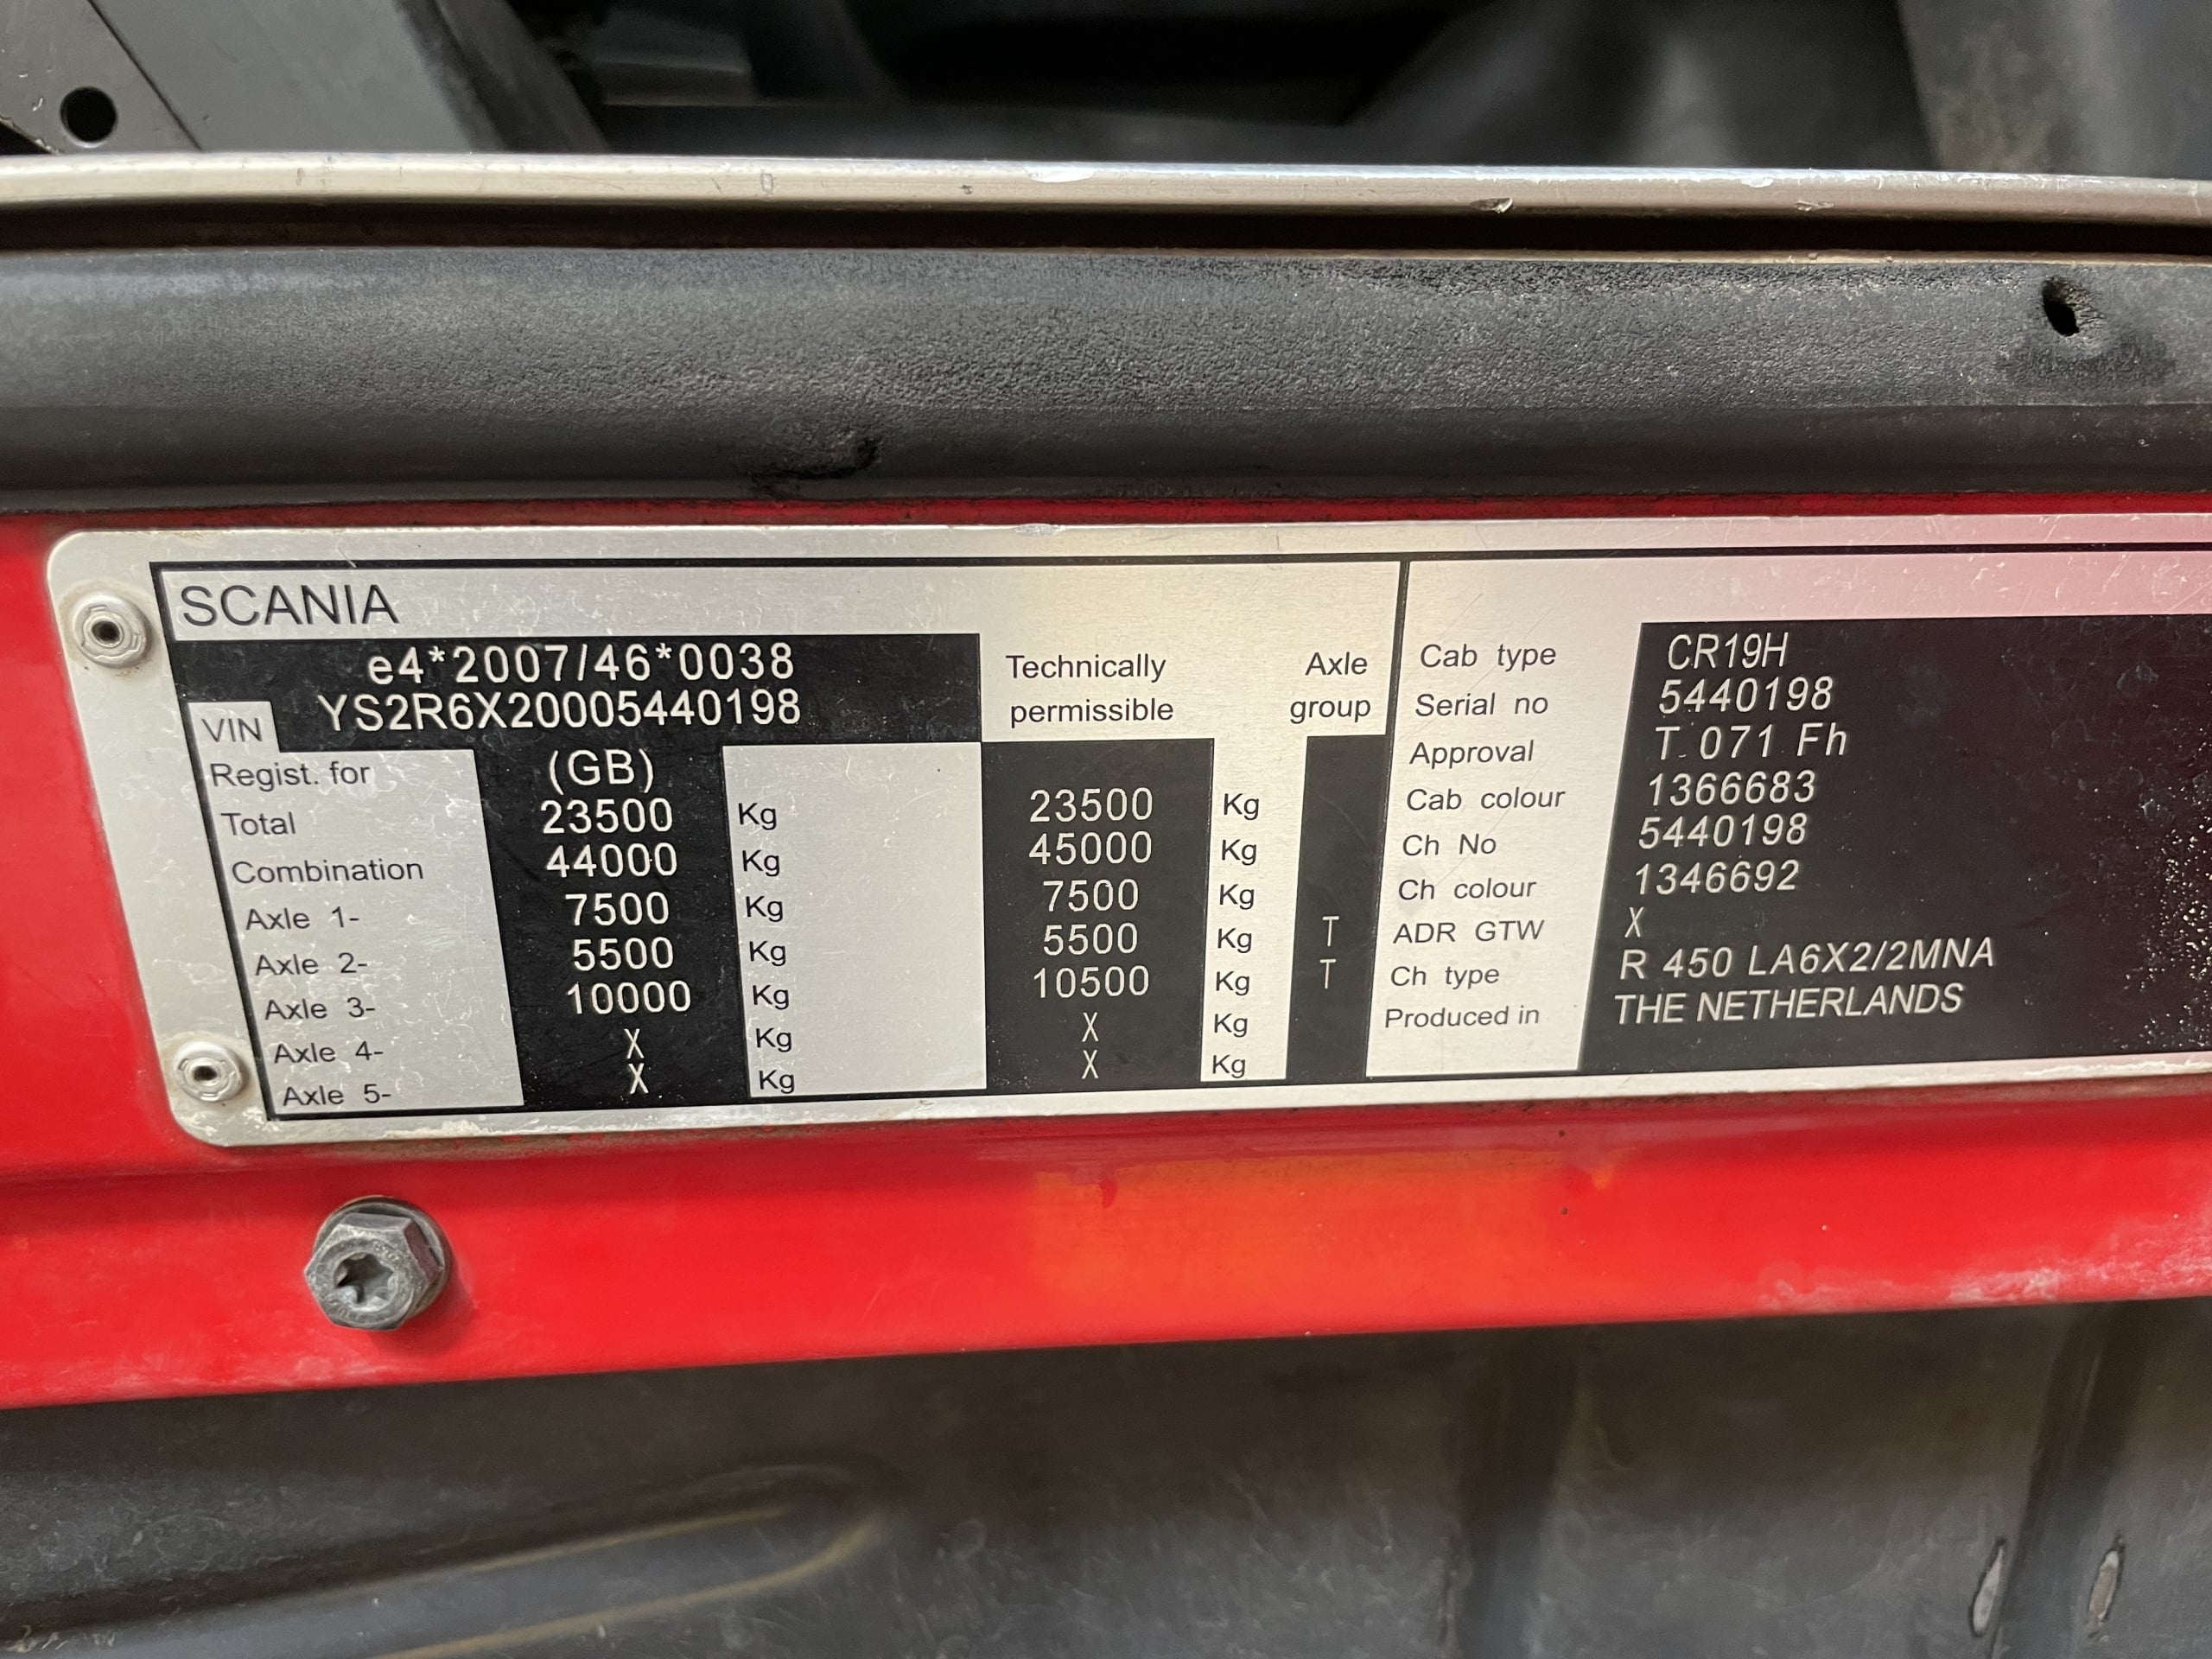 SCANIA
e4*2007/46*0038
VIN YS2R6X20005440198
Regist. for (GB)
Total 23500 Kg
Combination 44000 Kg
Axle 1- 7500 Kg
Axle 2- 5500 Kg
Axle 3- 10000 Kg
Axle 4- X Kg
Axle 5- X Kg
Technically Axle
permissible group
23500 Kg
45000 Kg
7500 Kg
5500 Kg T
10500 Kg T
X Kg
X Kg
Cab type CR19H
Serial no 5440198
Approval T 071 Fh
Cab colour 1366683
Ch No 5440198
Ch colour 1346692
ADR GTW X
Ch type R 450 LA6X2/2MNA
Produced in THE NETHERLANDS